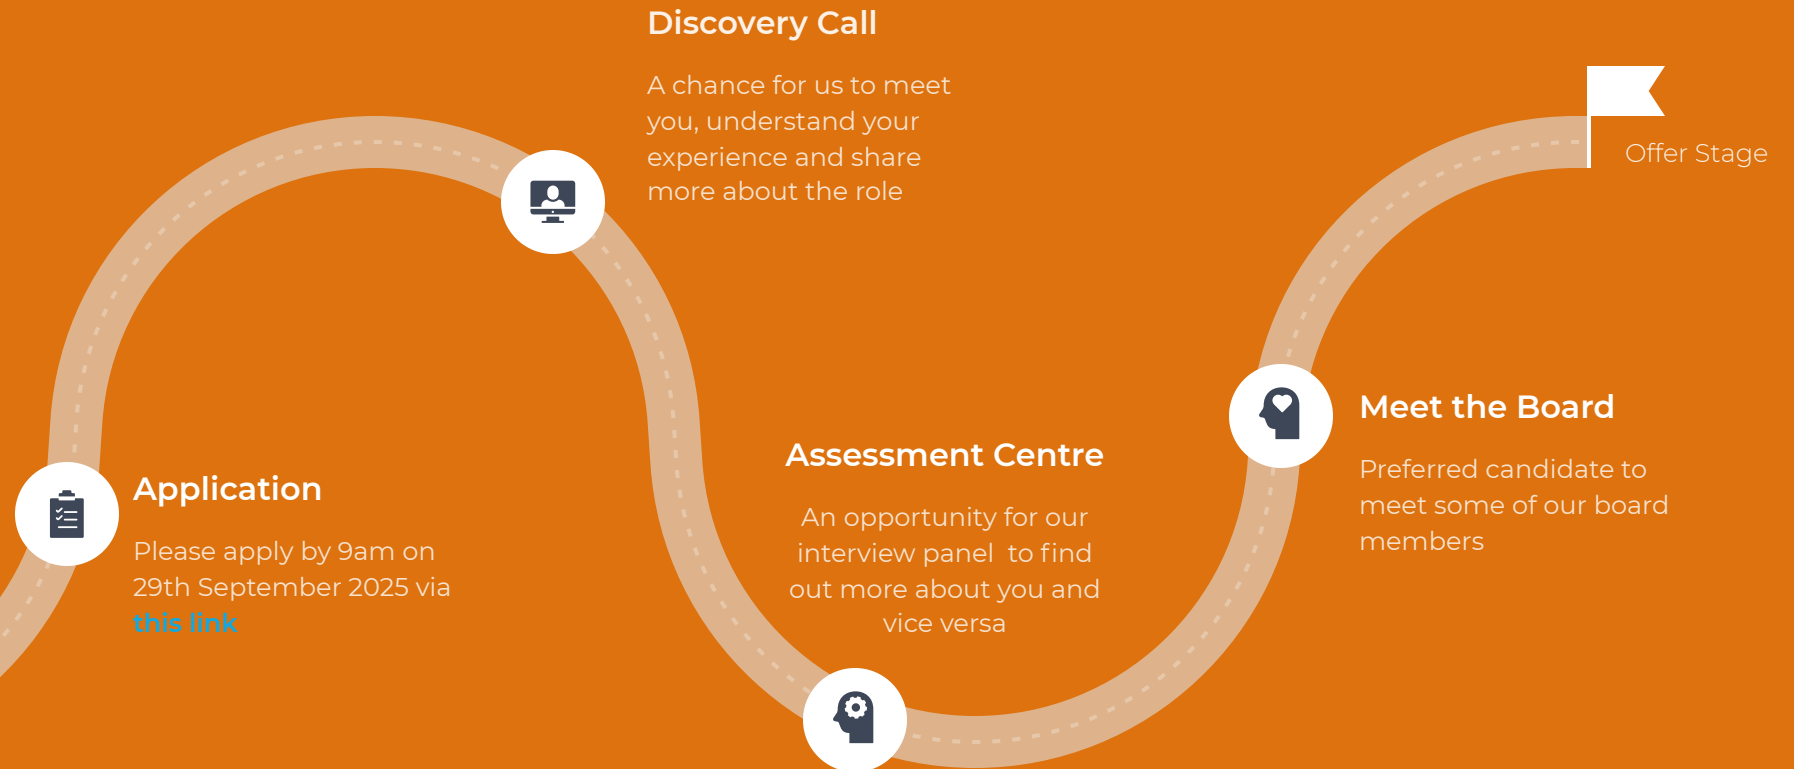 Discovery Call
A chance for us to meet
you, understand your
experience and share
more about the role
Offer Stage
Application
Please apply by 9am on
29th September 2025 via
this link
Assessment Centre
An opportunity for our
interview panel  to find
out more about you and
vice versa
Meet the Board
Preferred candidate to
meet some of our board
members